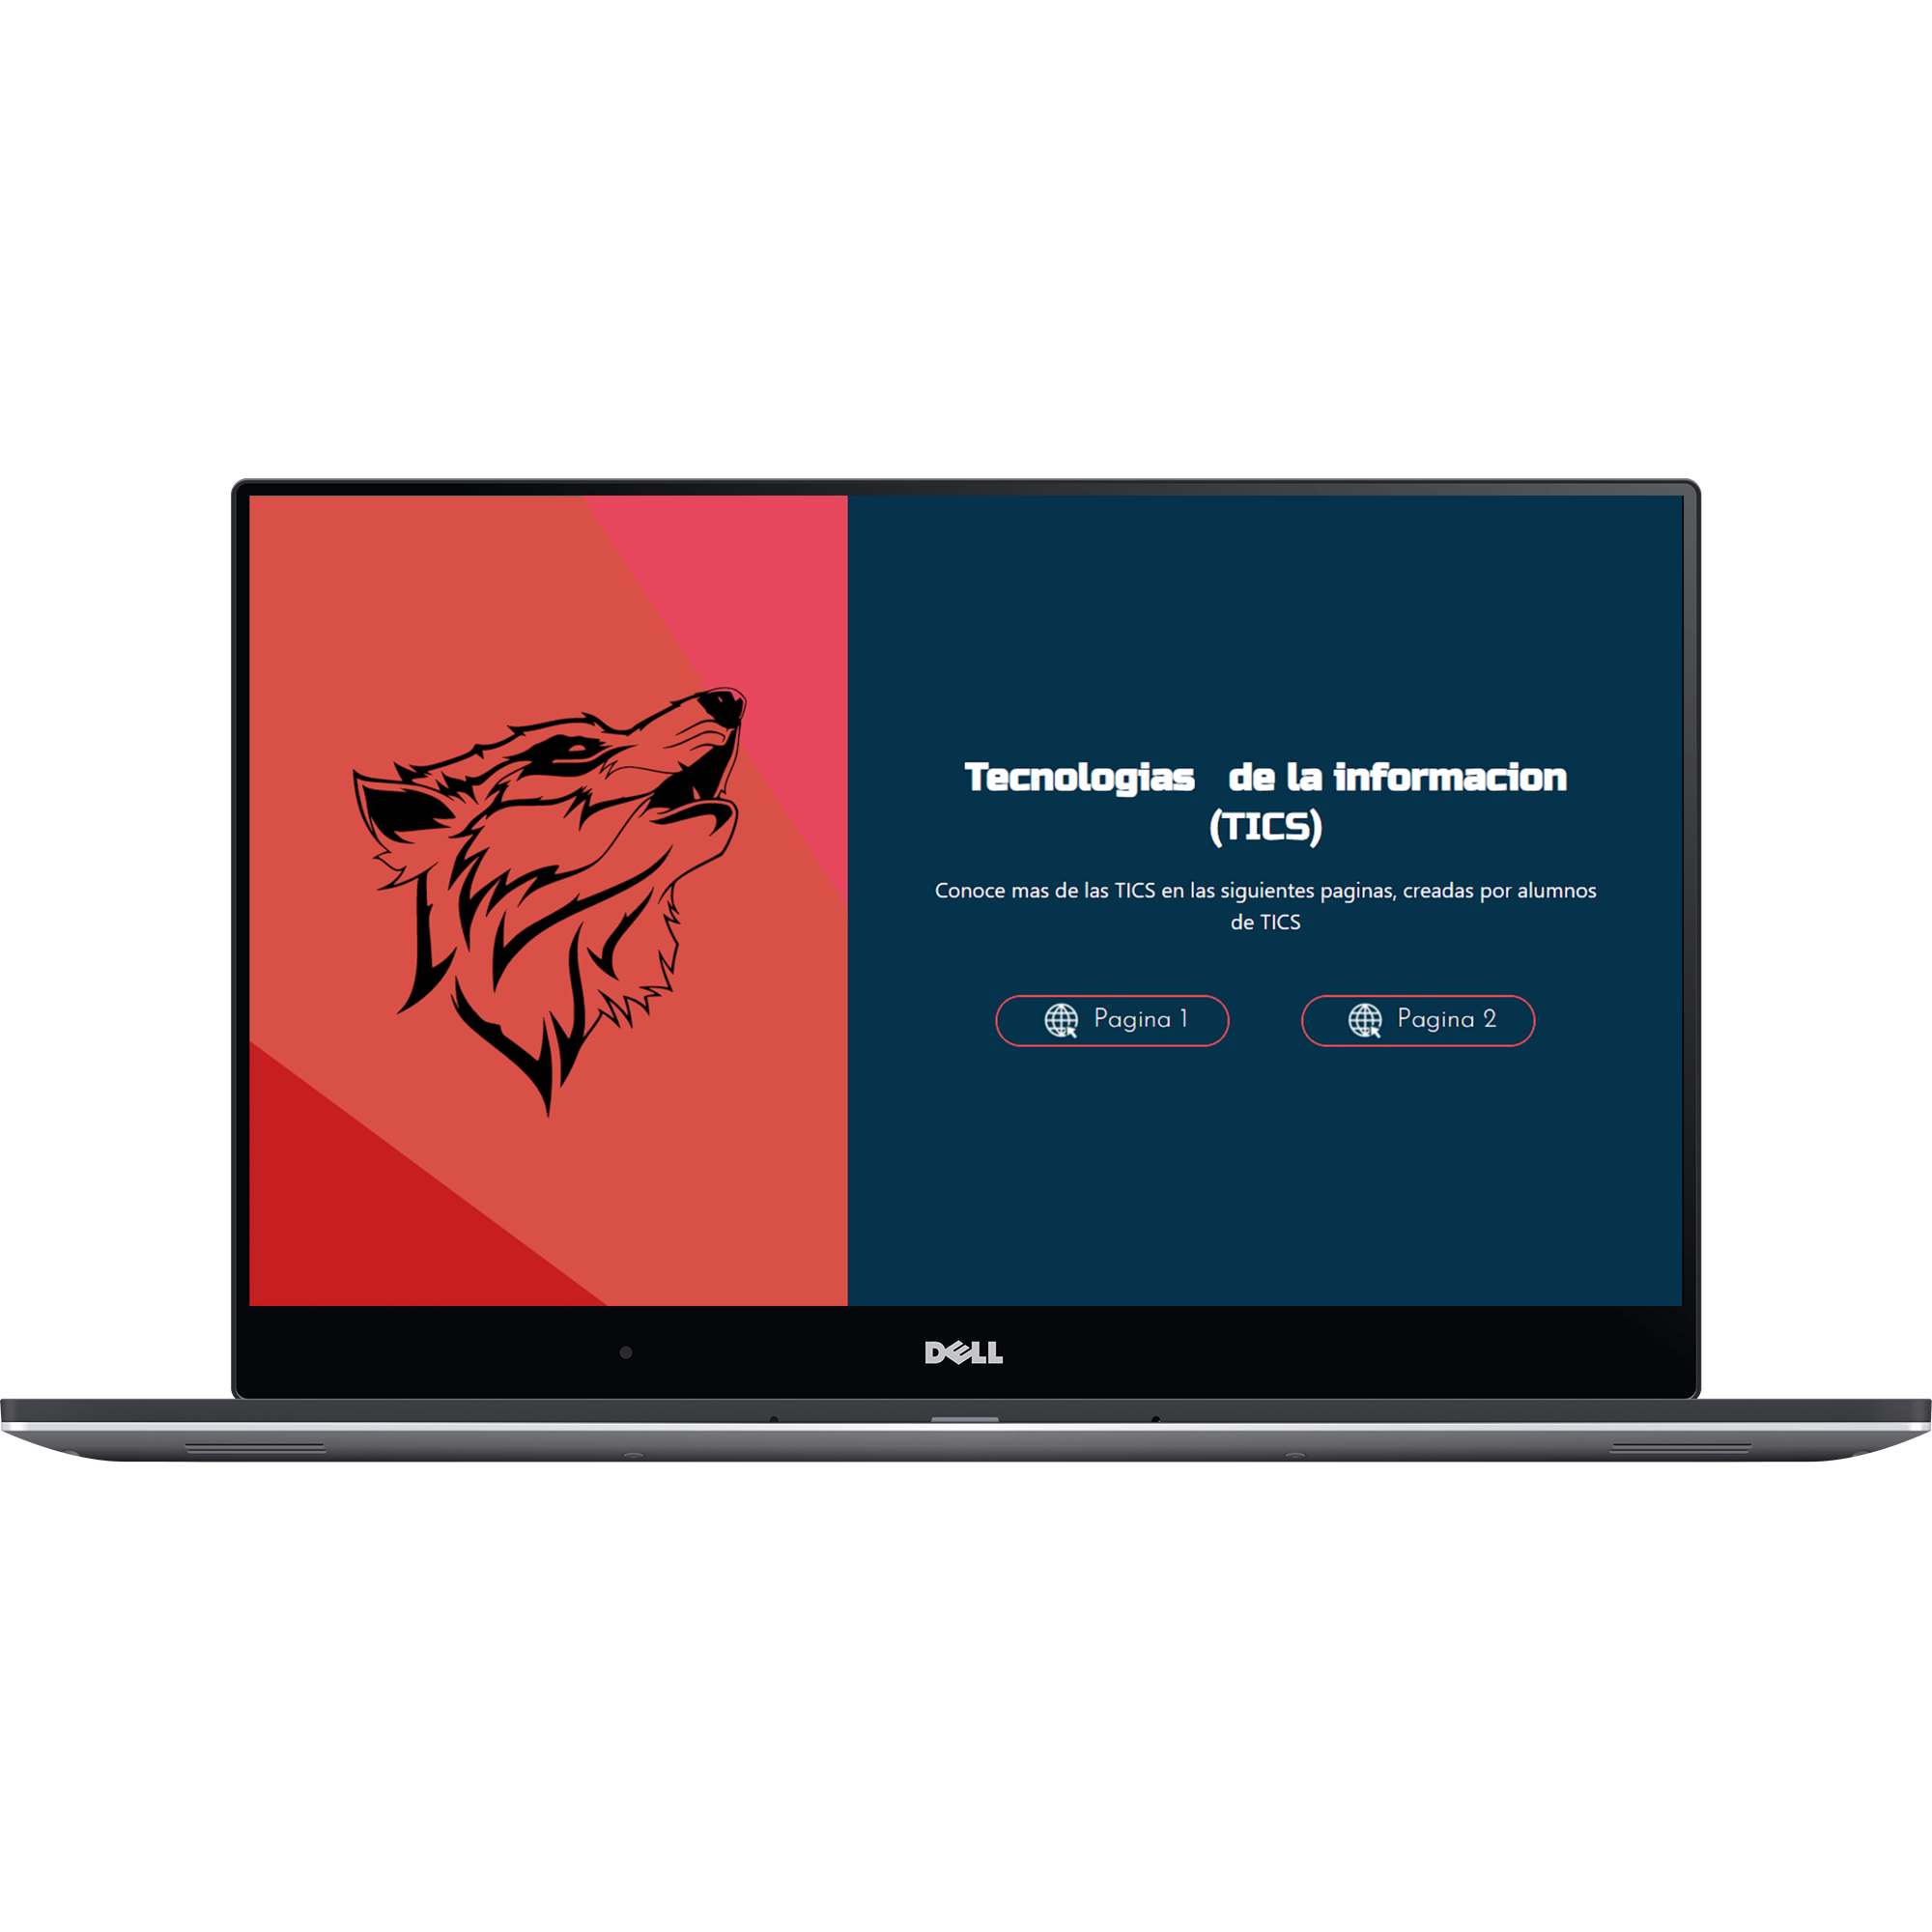 Tecnologias de la informacion
(TICS)
Conoce mas de las TICS en las siguientes paginas, creadas por alumnos
de TICS
Pagina 1
Pagina 2
DELL